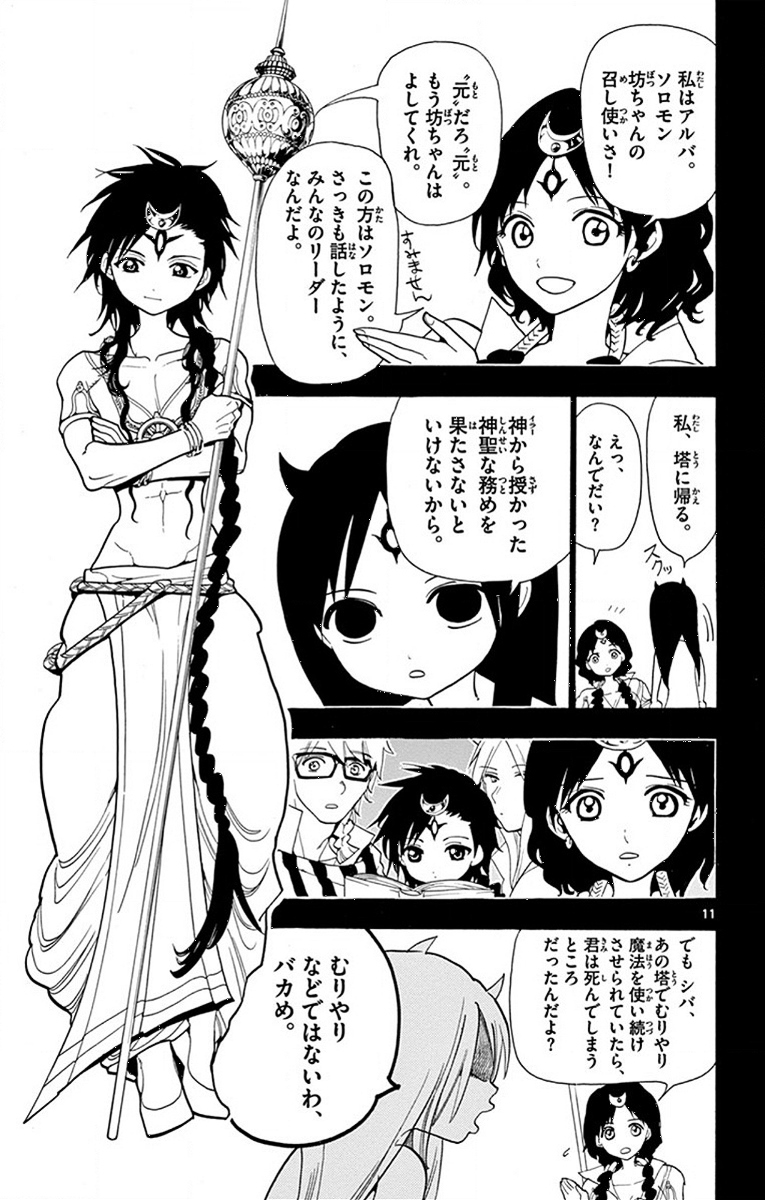 私はアルバ。
ソロモン
坊ちゃんの
召し使いさ!
〝元〟だろ〝元〟。
もう坊ちゃんは
よしてくれ。
すみません
この方はソロモン。
さっきも話したように、
みんなのリーダー
なんだよ。
私、塔に帰る。
スクッ
えっ、
なんでだい?
神から授かった
神聖な務めを
果たさないと
いけないから。
11
でも シバ、
あの塔でむりやり
魔法を使い続け
させられていたら、
君は死んでしまう
ところ
だったんだよ?
むりやり
などではないわ、
バカめ。